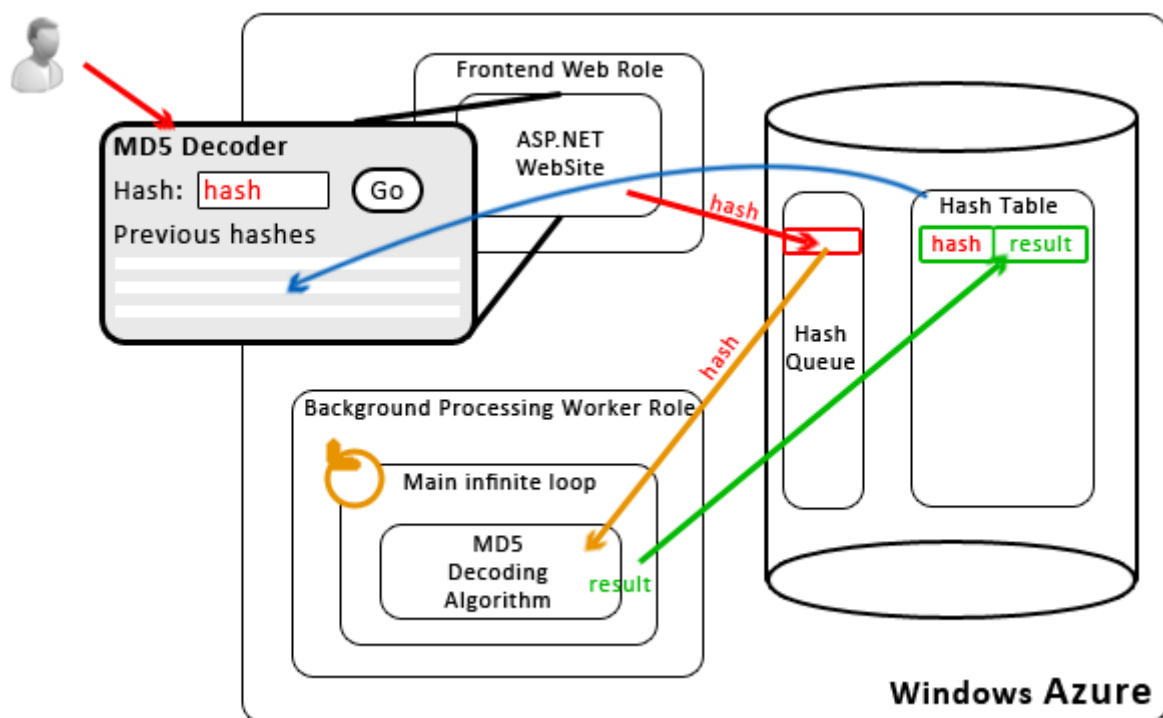 Frontend Web Role
ASP.NET
WebSite
MD5 Decoder
Hash: hash Go
Previous hashes
hash
Hash Table
hash result
Hash
Queue
hash
Background Processing Worker Role
Main infinite loop
MD5
Decoding
Algorithm
result
Windows Azure